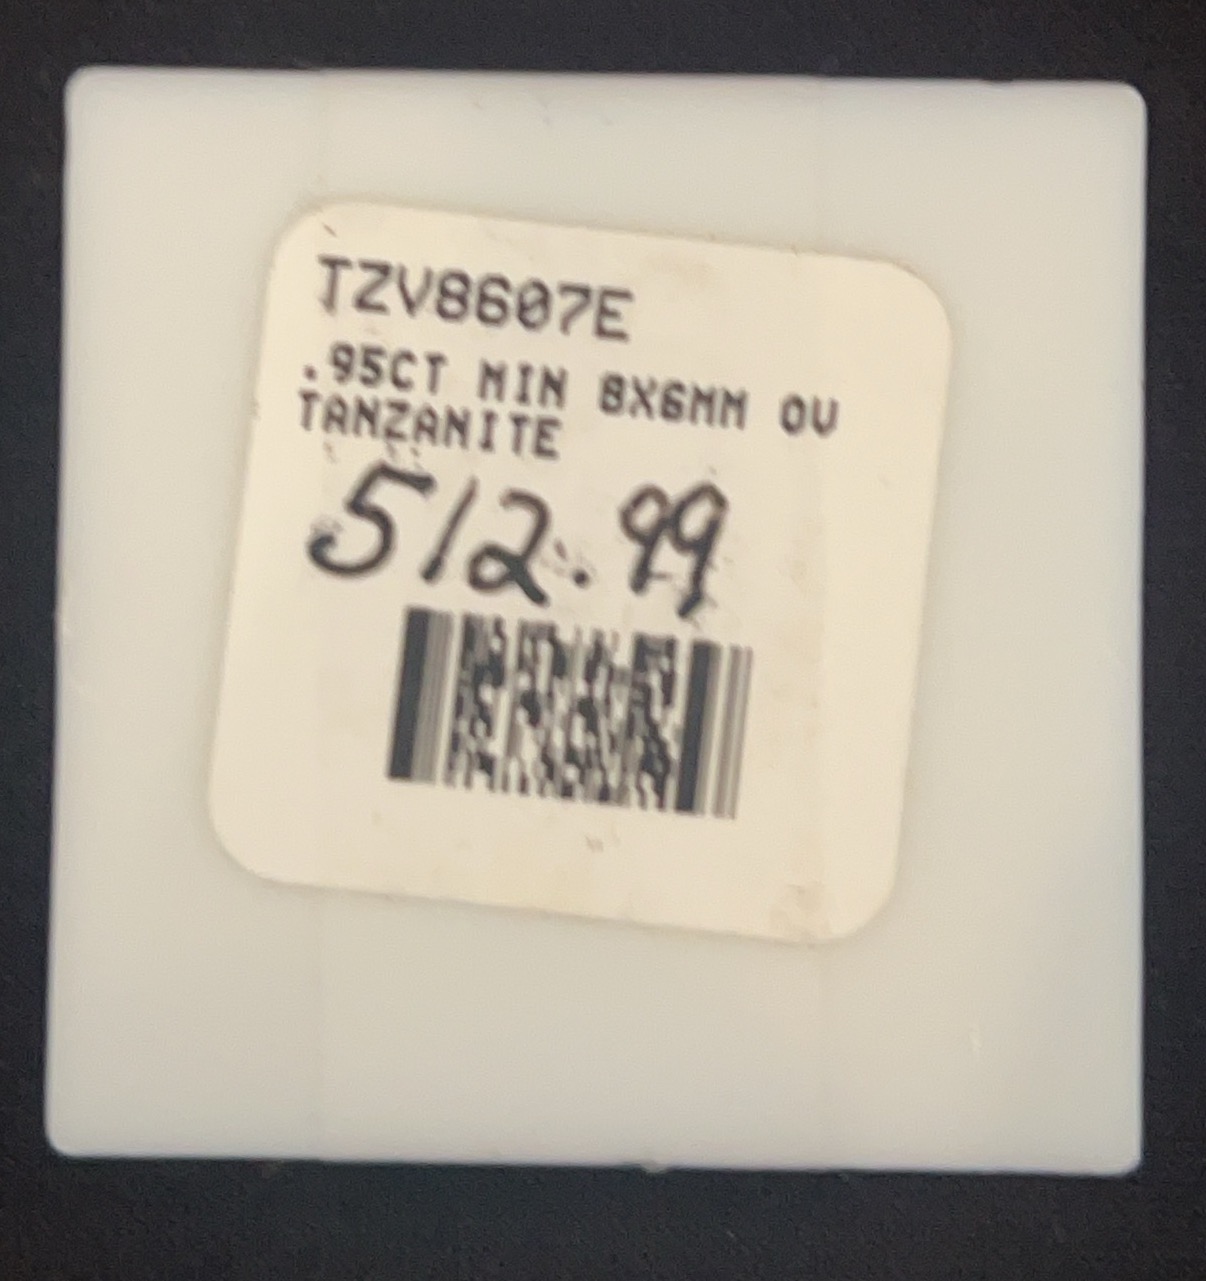 TZV8607E
.95CT MIN 8X6MM OV
TANZANITE
512.99